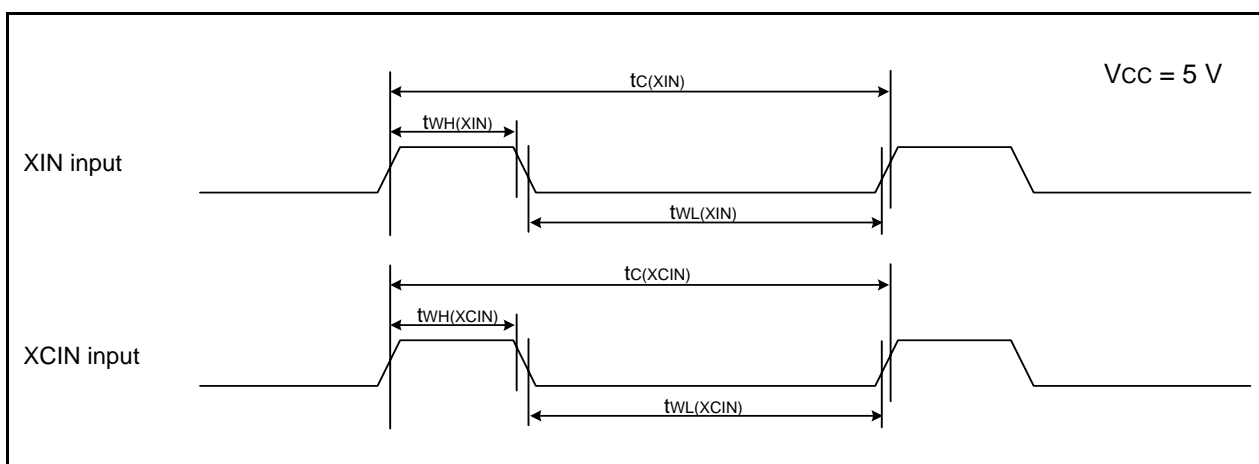 VCC = 5 V
tC(XIN)
tWH(XIN)
XIN input
tWL(XIN)
tC(XCIN)
tWH(XCIN)
XCIN input
tWL(XCIN)